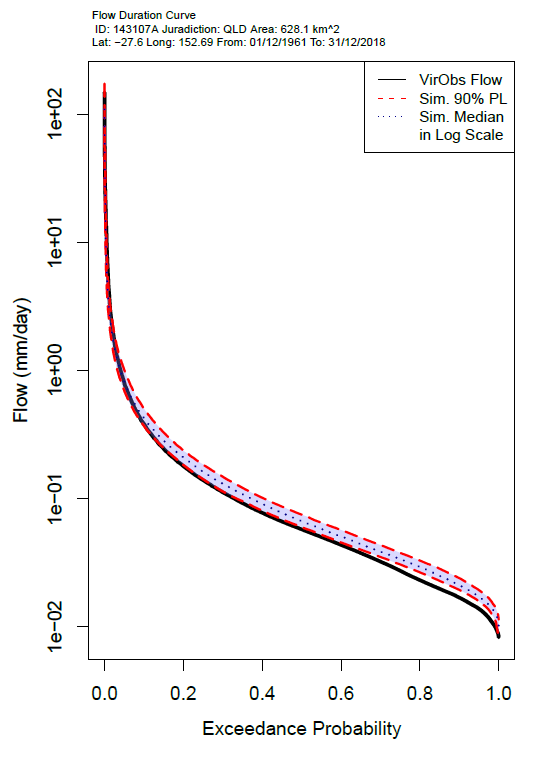 Flow Duration Curve
ID: 143107A Juradiction: QLD Area: 628.1 km^2
Lat: −27.6 Long: 152.69 From: 01/12/1961 To: 31/12/2018
VirObs Flow
Sim. 90% PL
Sim. Median
in Log Scale
1e+02
1e+01
1e+00
1e−01
1e−02
Flow (mm/day)
0.0 0.2 0.4 0.6 0.8 1.0
Exceedance Probability